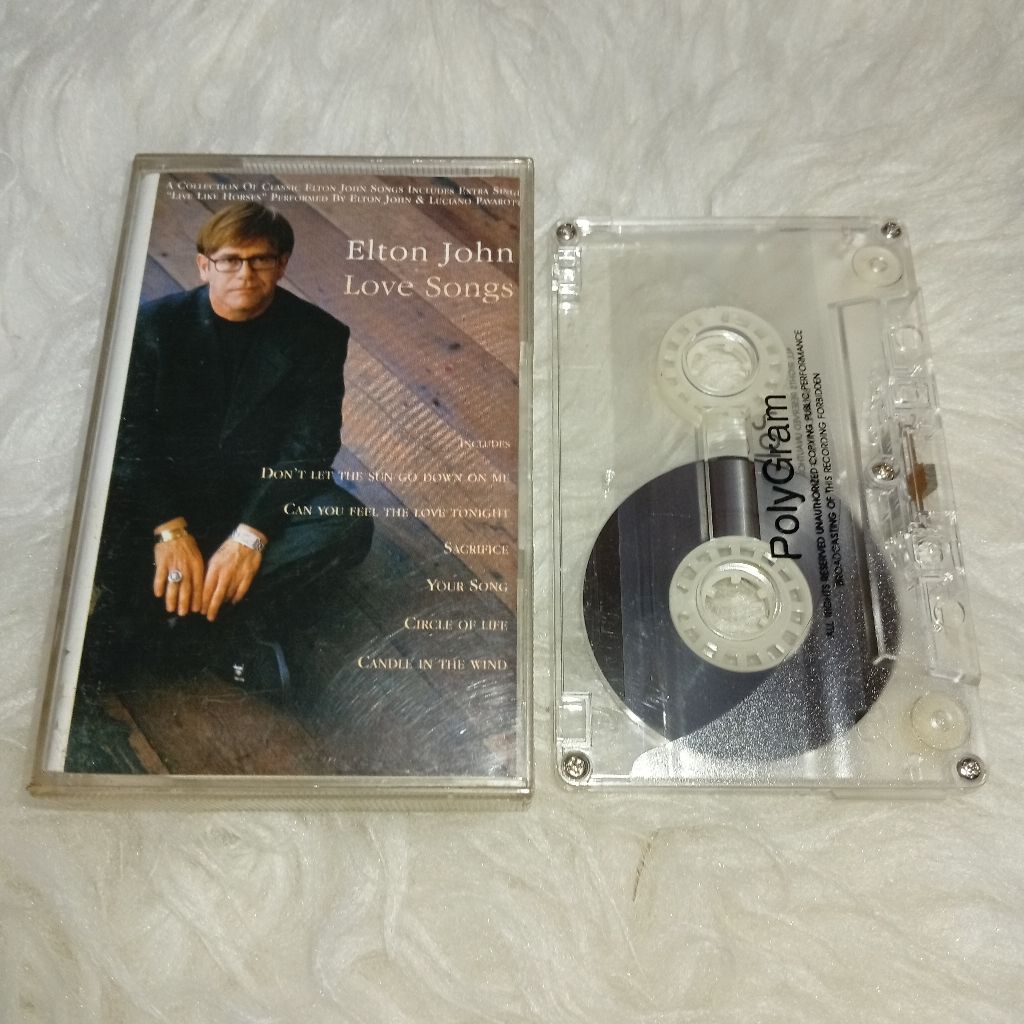 A Collection Of Classic Elton John Songs Includes Extra
"Live Like Horses" Performed By Elton John & Luciano
Elton John
Love Songs
Includes
Don't let the sun go down on me
Can you feel the love tonight
Sacrifice
Your Song
Circle of life
Candle in the wind
PolyGram
ALL RIGHTS RESERVED UNAUTHORIZED COPYING PUBLIC PERFORMANCE
BROADCASTING OF THIS RECORDING FORBIDDEN